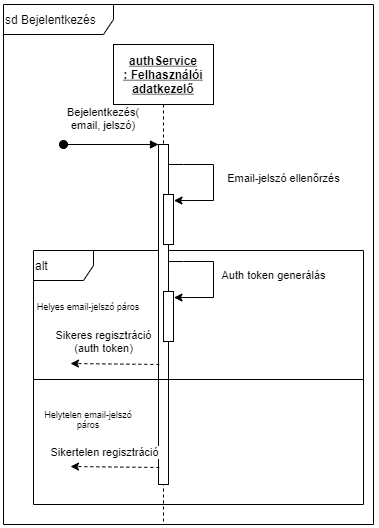 sd Bejelentkezés
authService
: Felhasználói
adatkezelő
Bejelentkezés(
email, jelszó)
Email-jelszó ellenőrzés
alt
Auth token generálás
Helyes email-jelszó páros
Sikeres regisztráció
(auth token)
Helytelen email-jelszó
páros
Sikertelen regisztráció